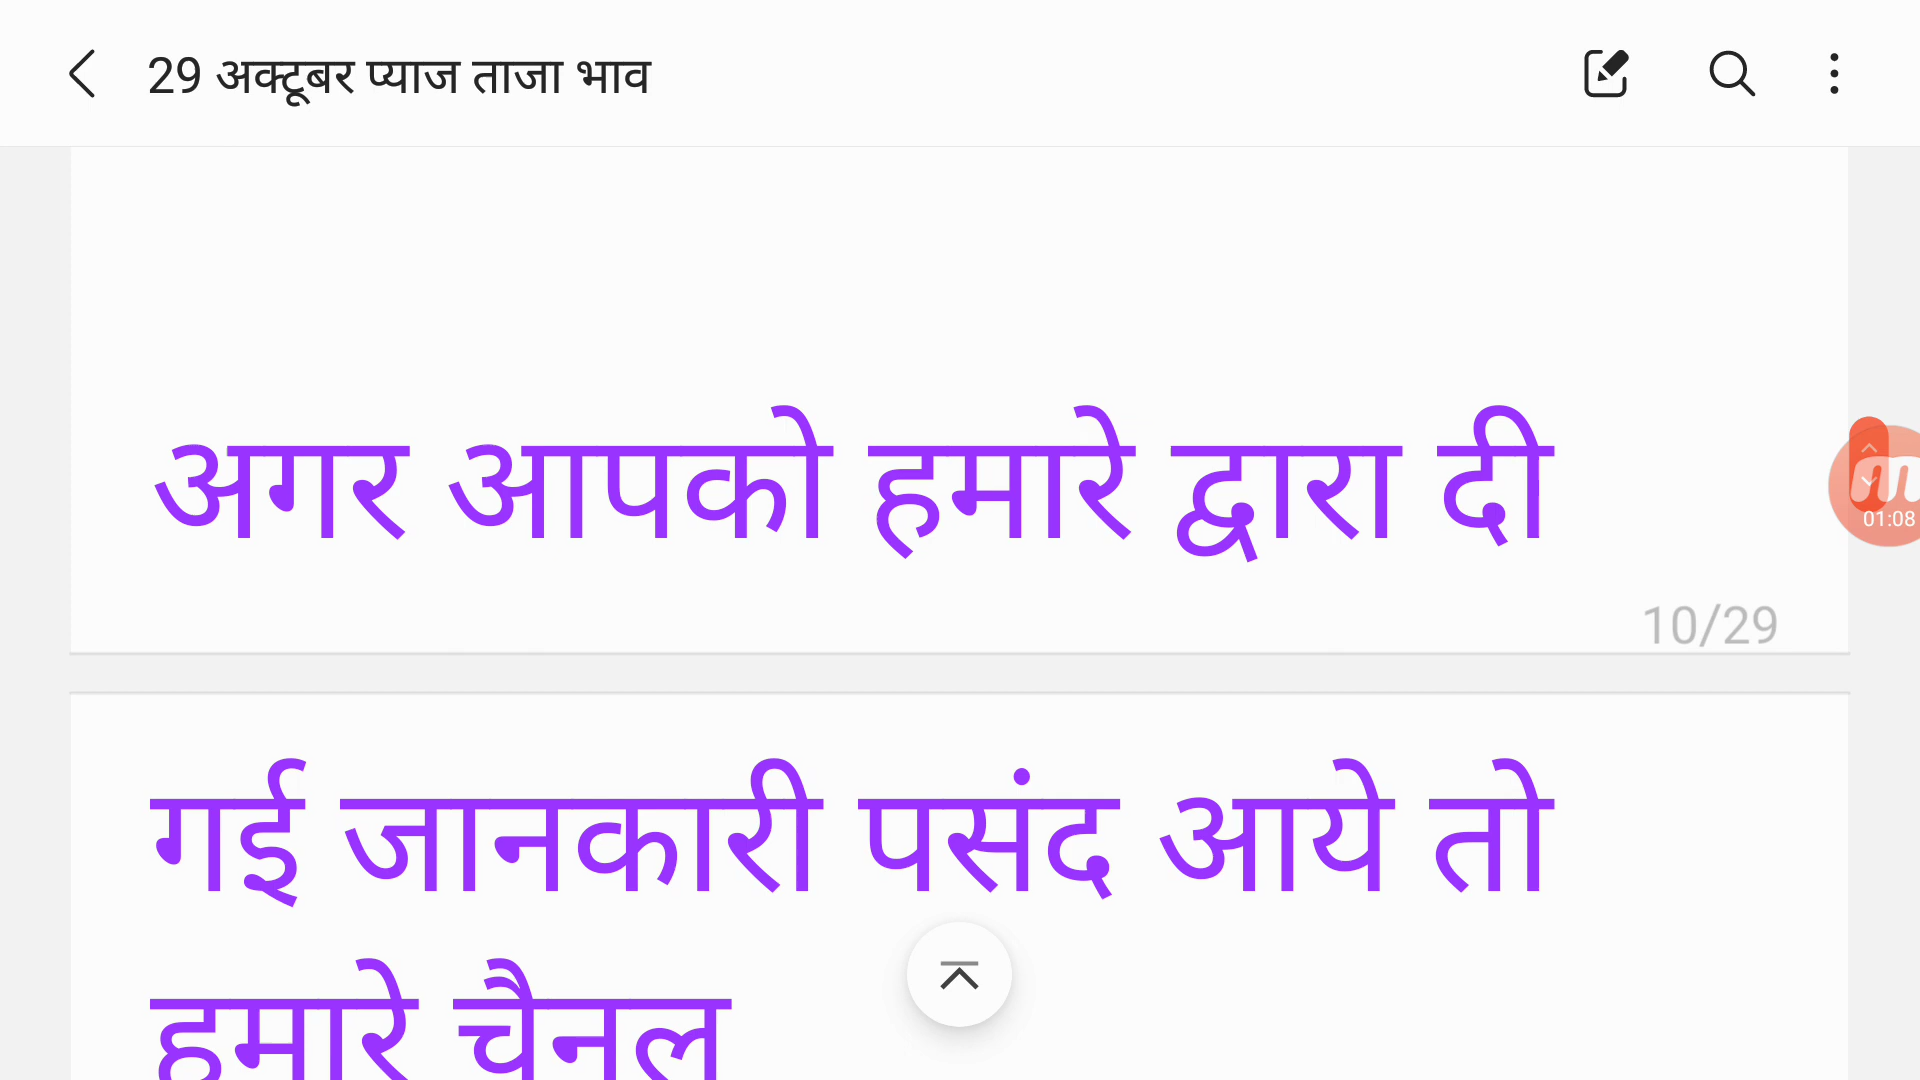 29 अक्टूबर प्याज ताजा भाव
अगर आपको हमारे द्वारा दी
01:08
10/29
गई जानकारी पसंद आये तो
हमारे चैनल